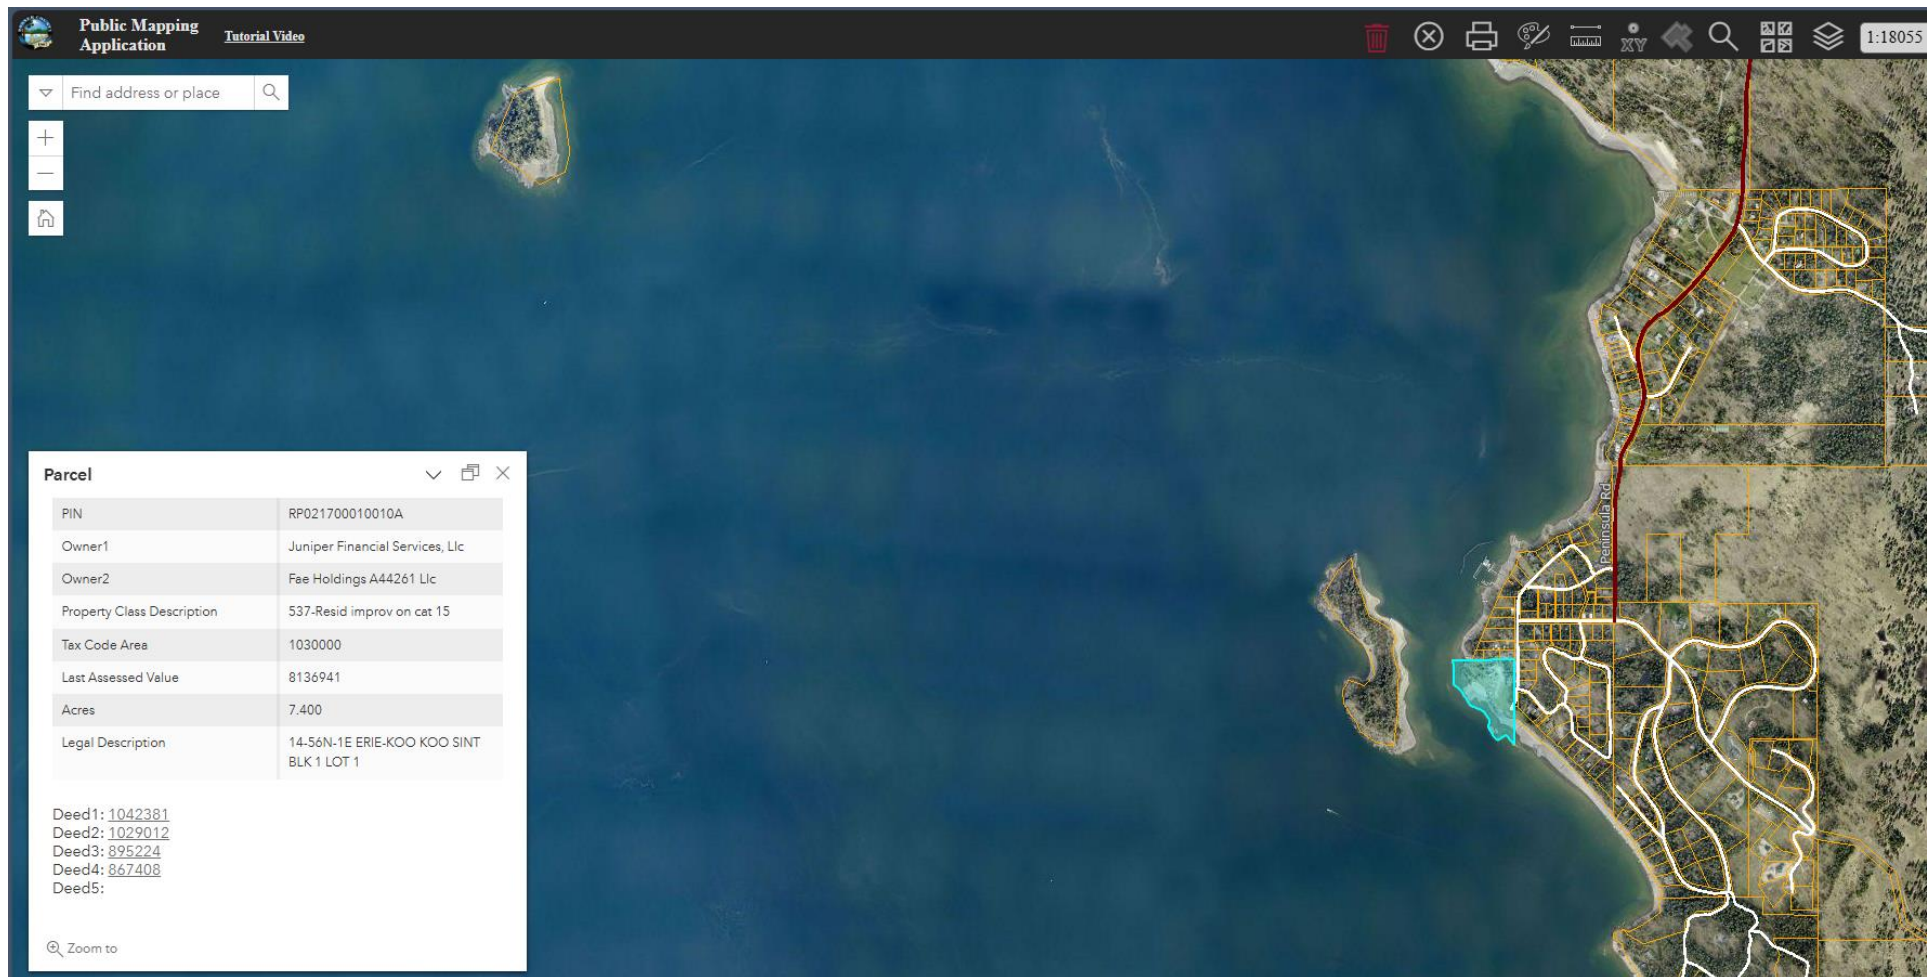 Public Mapping
Application
Tutorial Video
XY
1:18055
Find address or place
Parcel
PIN RP021700010010A
Owner1 Juniper Financial Services, Llc
Owner2 Fae Holdings A44261 Llc
Property Class Description 537-Resid improv on cat 15
Tax Code Area 1030000
Last Assessed Value 8136941
Acres 7.400
Legal Description 14-56N-1E ERIE-KOO KOO SINT
BLK 1 LOT 1
Deed1: 1042381
Deed2: 1029012
Deed3: 895224
Deed4: 867408
Deed5:
Zoom to
Peninsula Rd